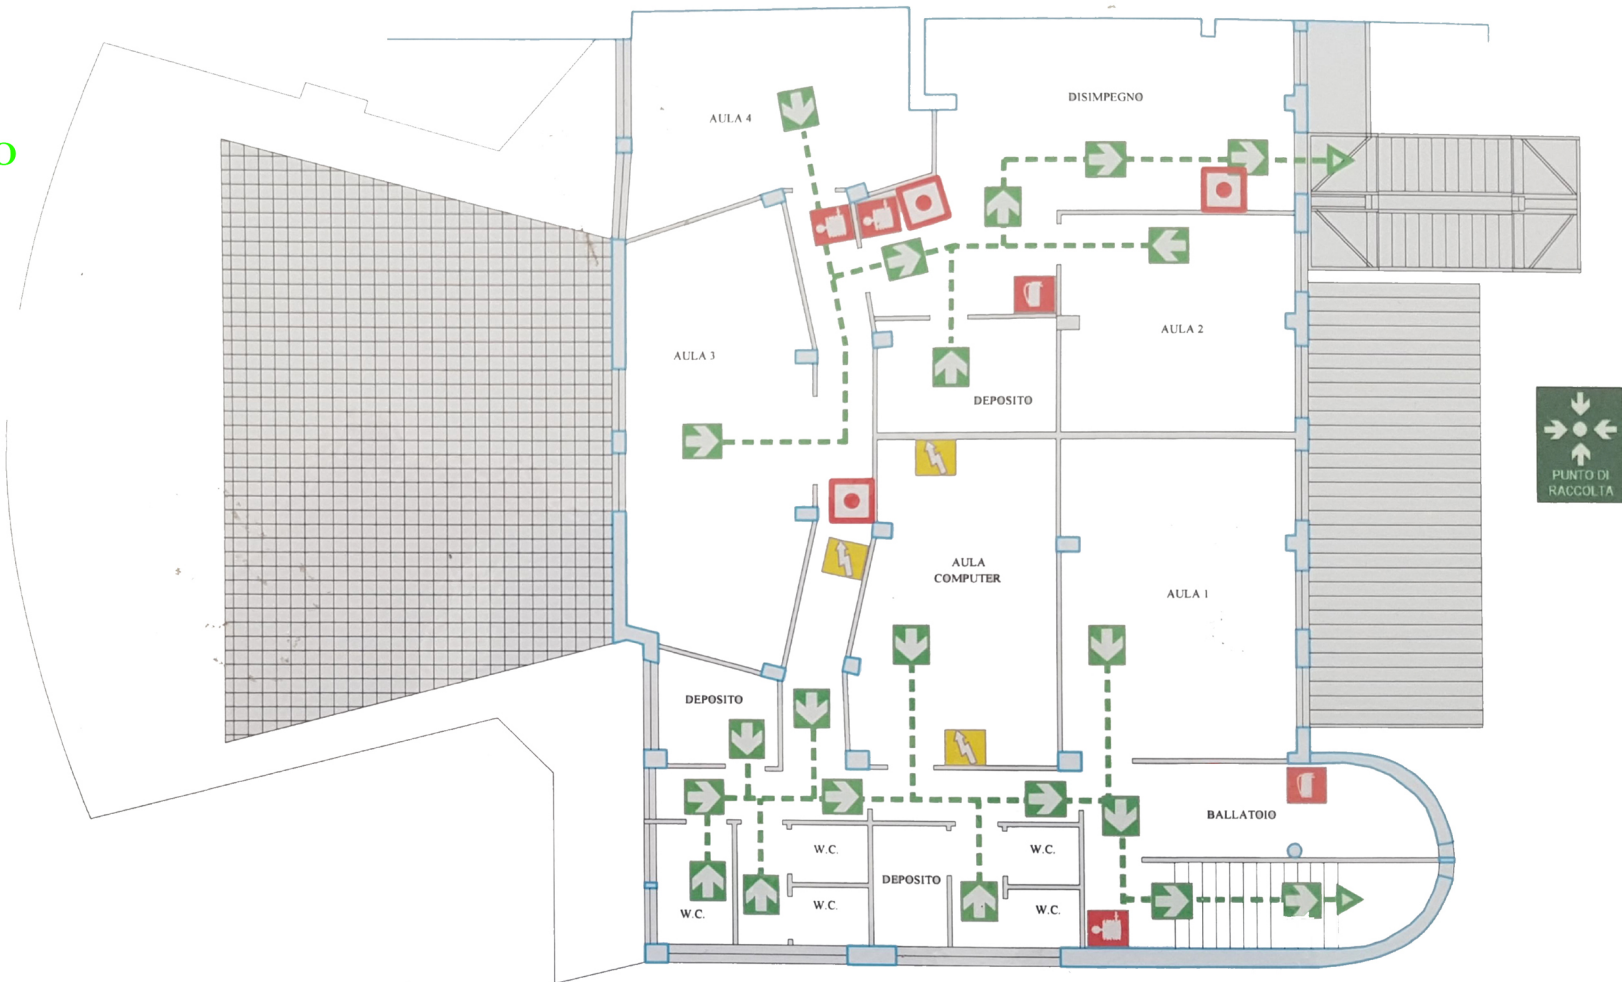 O
DISIMPEGNO
AULA 4
AULA 2
AULA 3
DEPOSITO
PUNTO DI
RACCOLTA
AULA
COMPUTER
AULA 1
DEPOSITO
BALLATOIO
W.C.
W.C.
DEPOSITO
W.C.
W.C.
W.C.